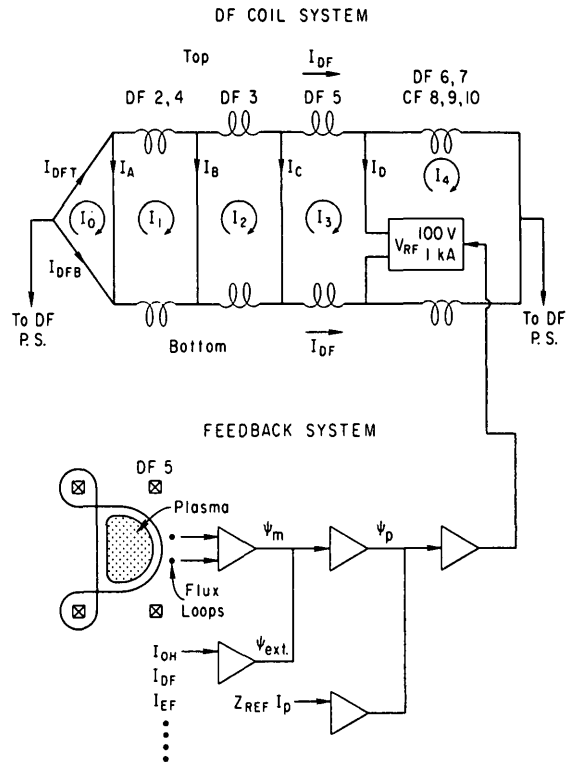 DF COIL SYSTEM
Top
I_DF
DF 2, 4
DF 3
DF 5
DF 6, 7
CF 8, 9, 10
I_DFT
I_A
I_B
I_C
I_D
I_4
I_0
I_1
I_2
I_3
V_RF
100 V
1 kA
I_DFB
To DF
P.S.
Bottom
I_DF
To DF
P.S.
FEEDBACK SYSTEM
DF 5
Plasma
ψ_m
ψ_p
Flux
Loops
ψ_ext.
I_OH
I_DF
I_EF
Z_REF I_p